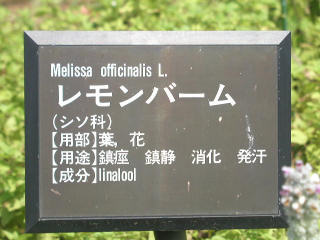 Melissa officinalis L.
レモンバーム
(シソ科)
【用部】葉，花
【用途】鎮痙　鎮静　消化　発汗
【成分】linalool